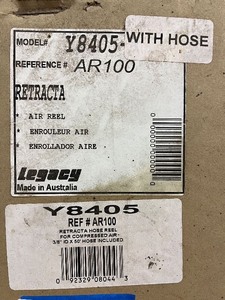 MODEL# Y8405-
WITH HOSE
REFERENCE # AR100
RETRACTA
* AIR REEL
* ENROULEUR AIR
* ENROLLADOR AIRE
Legacy
Made in Australia
Y8405
REF # AR100
RETRACTA HOSE REEL
FOR COMPRESSED AIR -
3/8" ID X 50' HOSE INCLUDED.
0 92329 08044 3